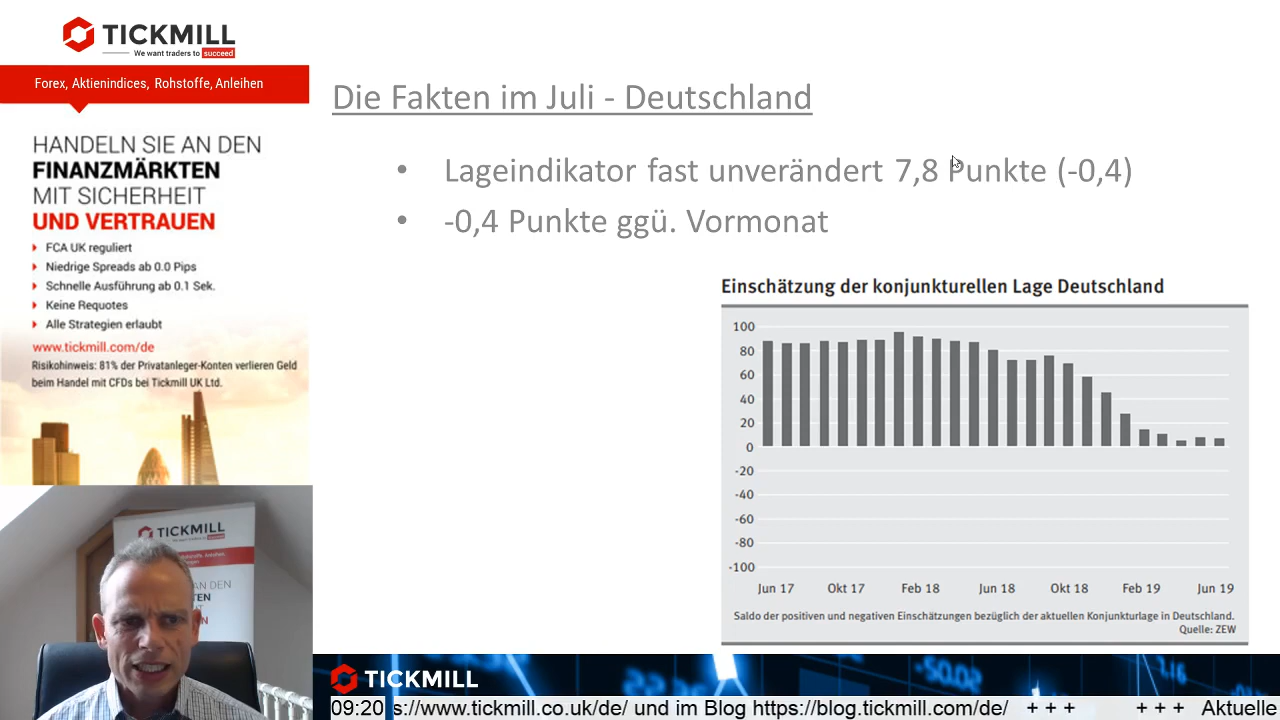 TICKMILL
We want traders to succeed
Forex, Aktienindices, Rohstoffe, Anleihen
HANDELN SIE AN DEN
FINANZMÄRKTEN
MIT SICHERHEIT
UND VERTRAUEN
FCA UK reguliert
Niedrige Spreads ab 0.0 Pips
Schnelle Ausführung ab 0.1 Sek.
Keine Requotes
Alle Strategien erlaubt
www.tickmill.com/de
Risikohinweis: 81% der Privatanleger-Konten verlieren Geld
beim Handel mit CFDs bei Tickmill UK Ltd.
Die Fakten im Juli - Deutschland
• Lageindikator fast unverändert 7,8 Punkte (-0,4)
• -0,4 Punkte ggü. Vormonat
Einschätzung der konjunkturellen Lage Deutschland
100
80
60
40
20
0
-20
-40
-60
-80
-100
Jun 17 Okt 17 Feb 18 Jun 18 Okt 18 Feb 19 Jun 19
Saldo der positiven und negativen Einschätzungen bezüglich der aktuellen Konjunkturlage in Deutschland.
Quelle: ZEW
TICKMILL
AN DEN
TEN
TICKMILL
-50.02
09:20 s://www.tickmill.co.uk/de/ und im Blog https://blog.tickmill.com/de/ + + + + + + Aktuelle